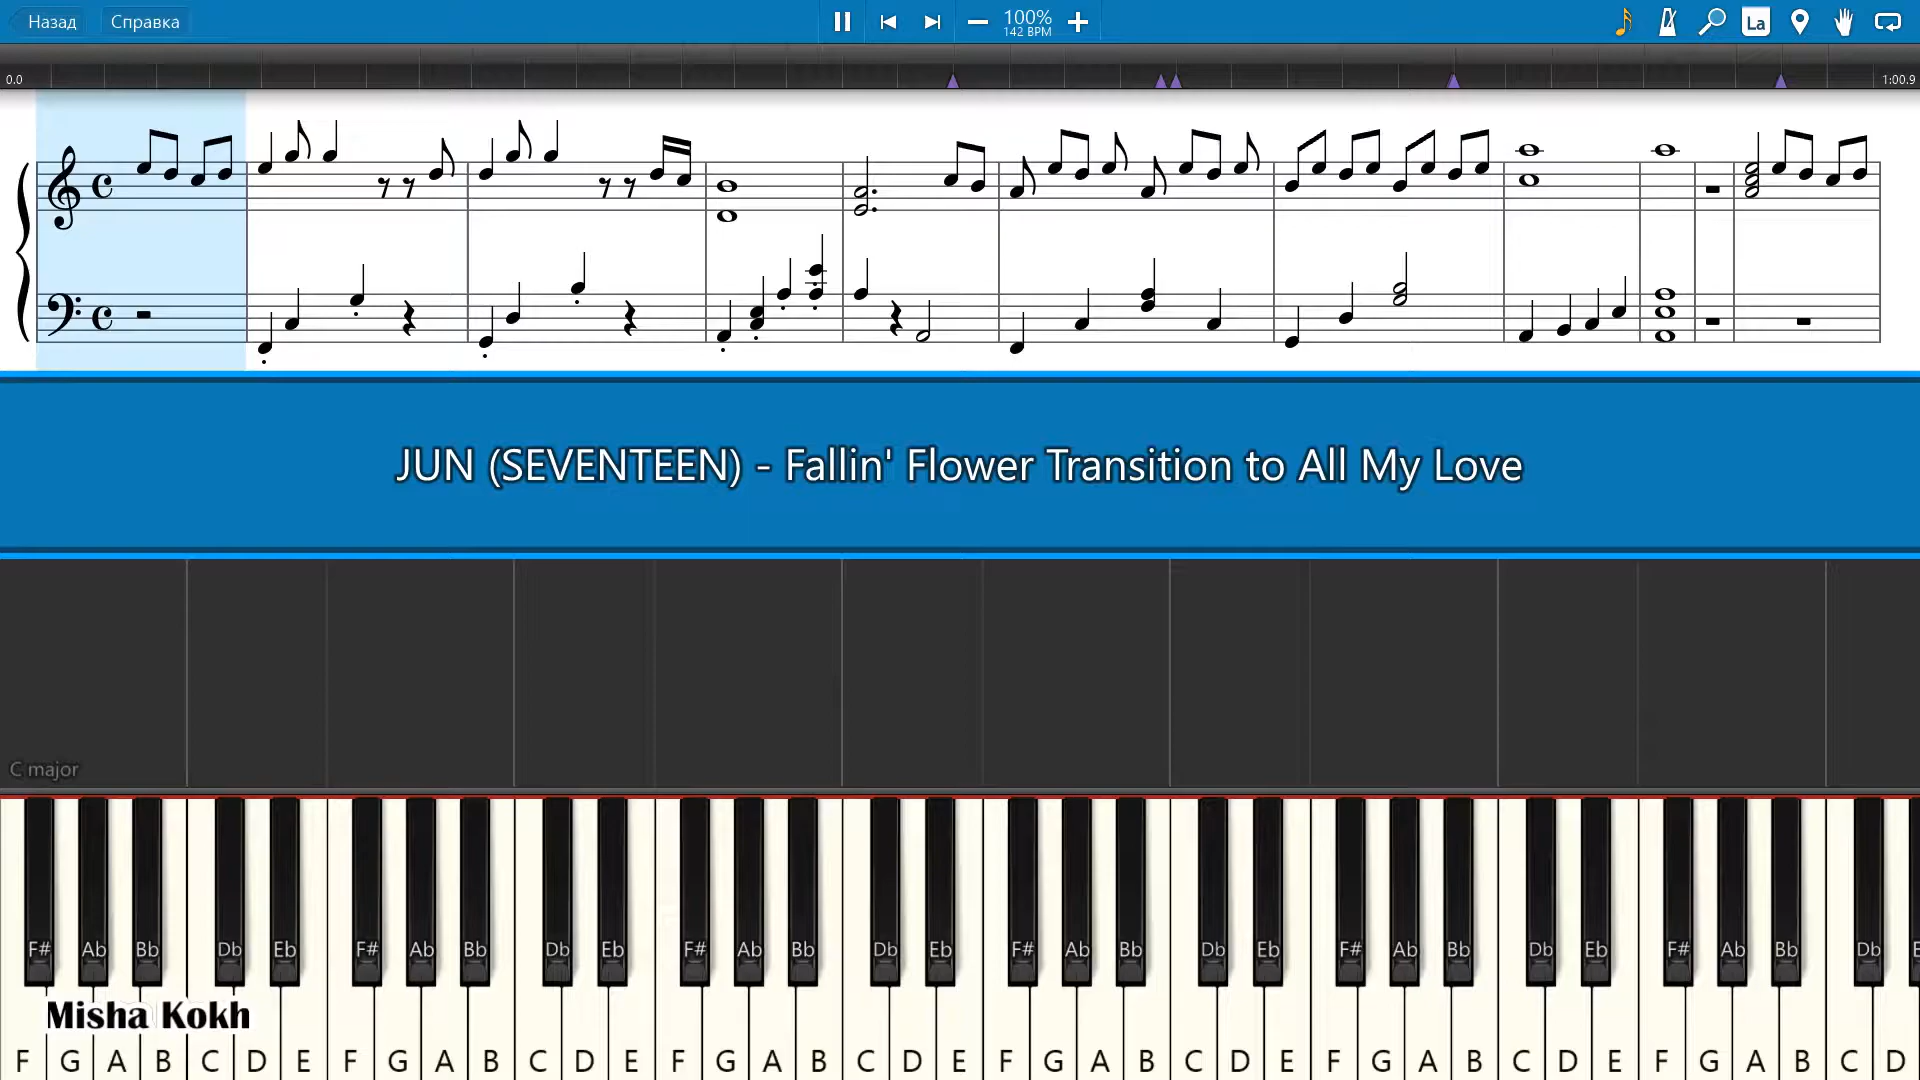 Назад Справка 100% La
142 BPM
0.0 1:00.9
JUN (SEVENTEEN) - Fallin' Flower Transition to All My Love
C major
F# Ab Bb Db Eb F# Ab Bb Db Eb F# Ab Bb Db Eb F# Ab Bb Db Eb F# Ab Bb Db Eb F# Ab Bb Db
Misha Kokh
F G A B C D E F G A B C D E F G A B C D E F G A B C D E F G A B C D E F G A B C D